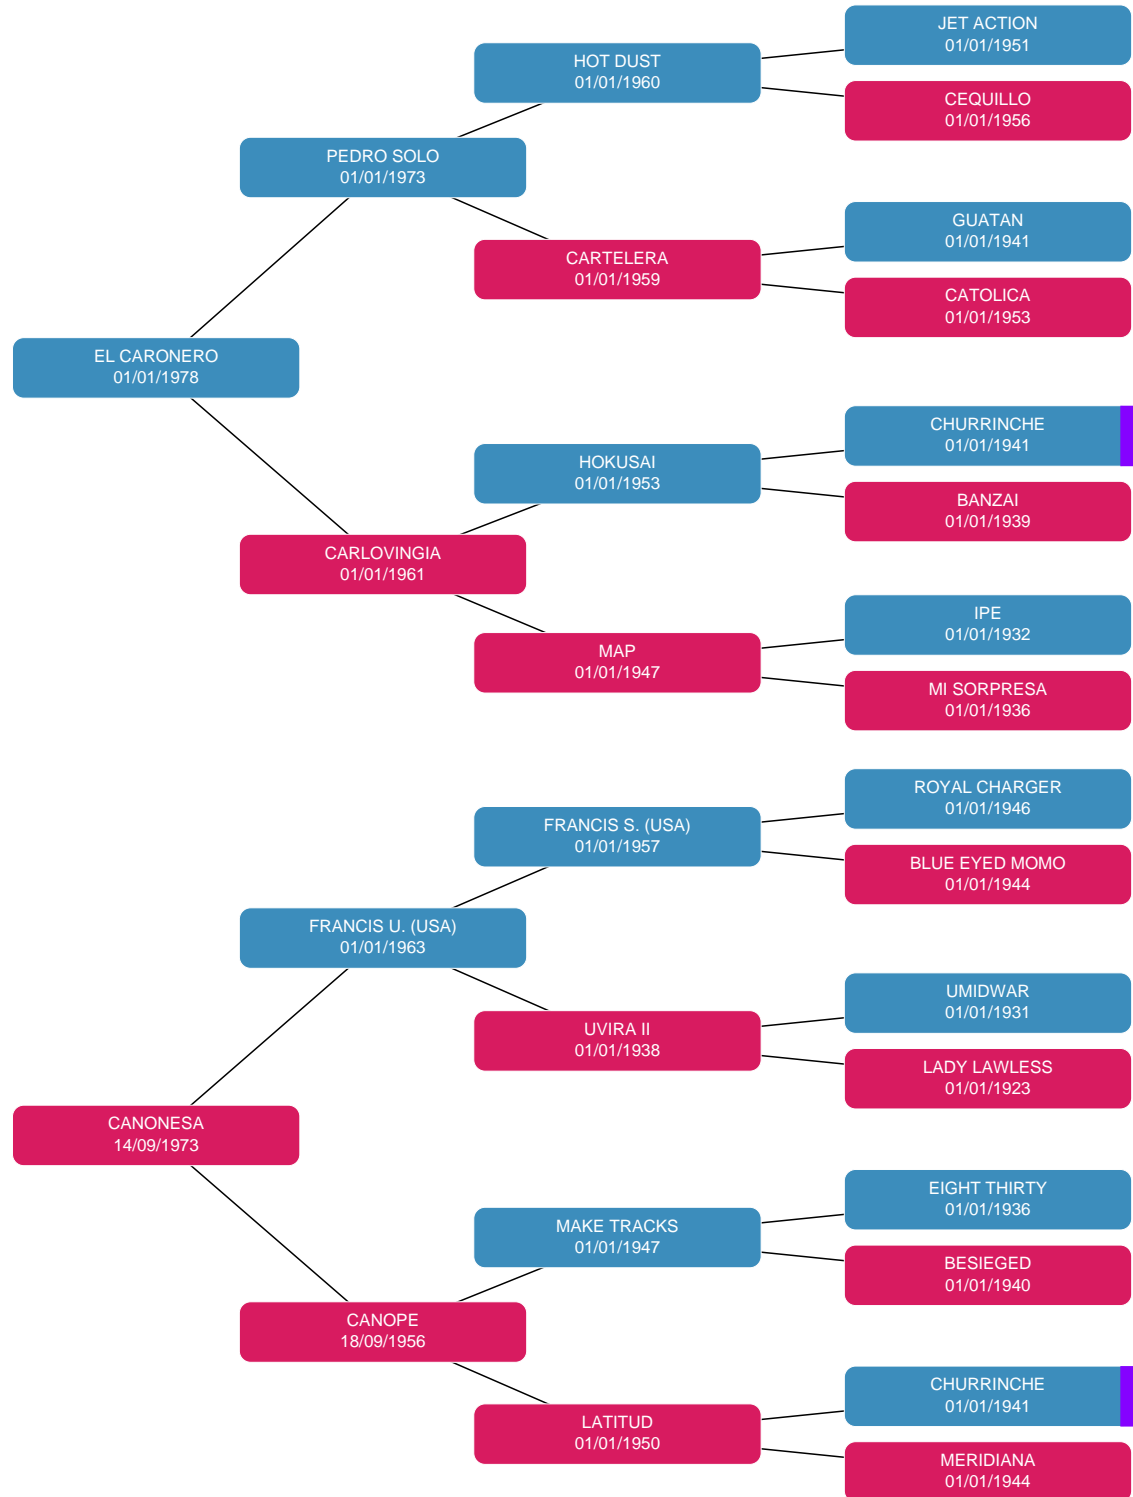 JET ACTION
01/01/1951
HOT DUST
01/01/1960
CEQUILLO
01/01/1956
PEDRO SOLO
01/01/1973
GUATAN
01/01/1941
CARTELERA
01/01/1959
CATOLICA
01/01/1953
EL CARONERO
01/01/1978
CHURRINCHE
01/01/1941
HOKUSAI
01/01/1953
BANZAI
01/01/1939
CARLOVINGIA
01/01/1961
IPE
01/01/1932
MAP
01/01/1947
MI SORPRESA
01/01/1936
ROYAL CHARGER
01/01/1946
FRANCIS S. (USA)
01/01/1957
BLUE EYED MOMO
01/01/1944
FRANCIS U. (USA)
01/01/1963
UMIDWAR
01/01/1931
UVIRA II
01/01/1938
LADY LAWLESS
01/01/1923
CANONESA
14/09/1973
EIGHT THIRTY
01/01/1936
MAKE TRACKS
01/01/1947
BESIEGED
01/01/1940
CANOPE
18/09/1956
CHURRINCHE
01/01/1941
LATITUD
01/01/1950
MERIDIANA
01/01/1944